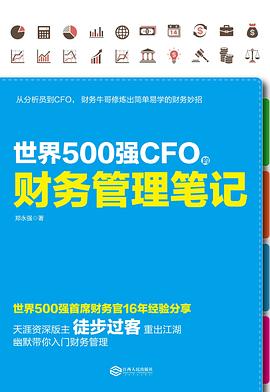 从分析员到CFO，财务牛哥修炼出简单易学的财务妙招
世界500强CFO的
财务管理笔记
郑永强◎著
世界500强首席财务官16年经验分享
天涯资深版主 徒步过客 重出江湖
幽默带你入门财务管理
江西人民出版社